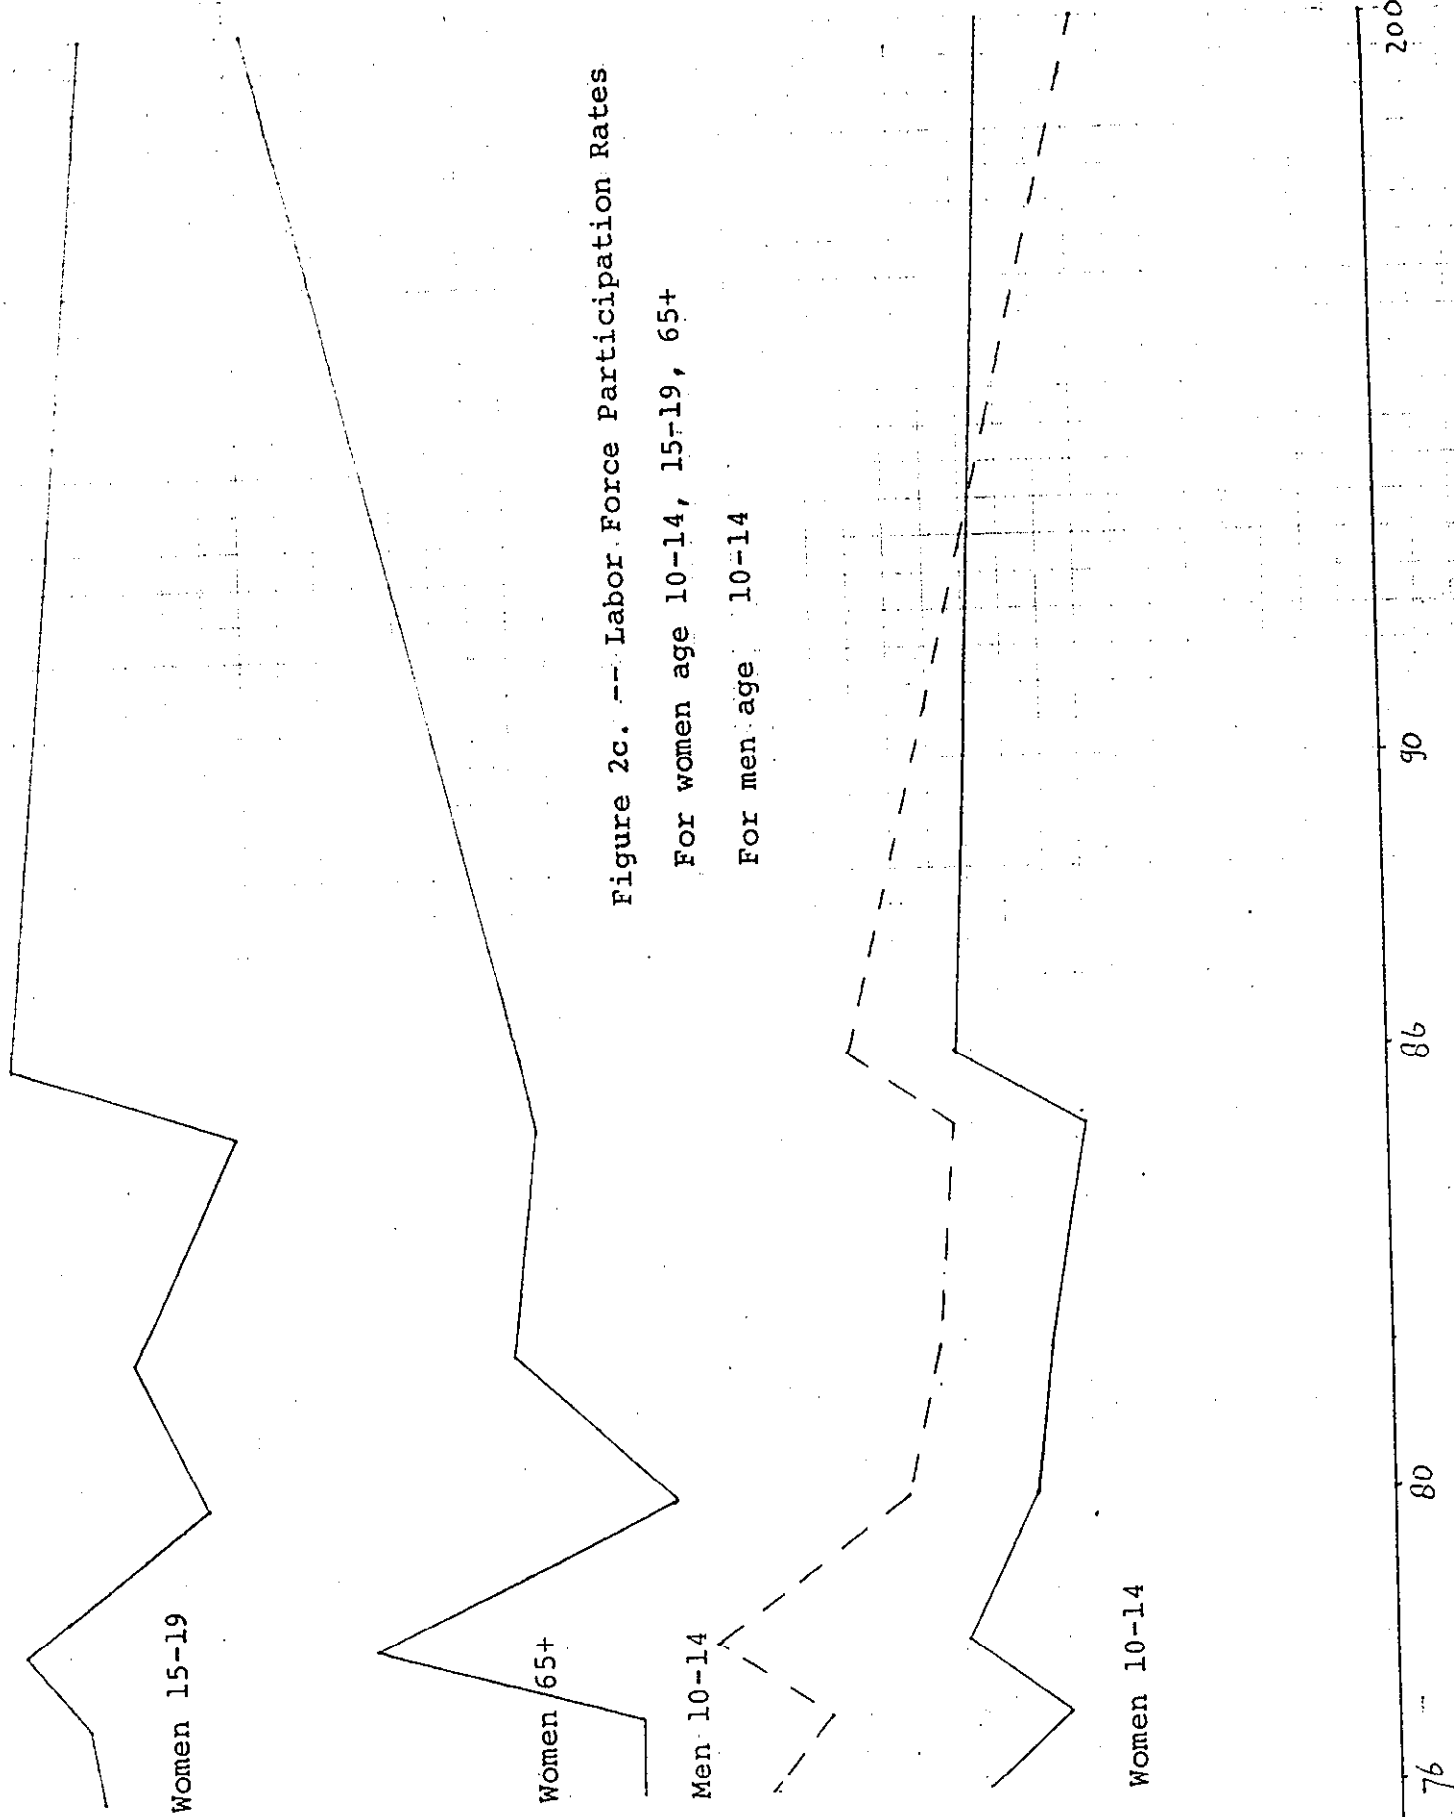 Figure 2c. -- Labor Force Participation Rates
For women age 10-14, 15-19, 65+
For men age 10-14
Women 15-19
Women 65+
Men 10-14
Women 10-14
76
80
86
90
200